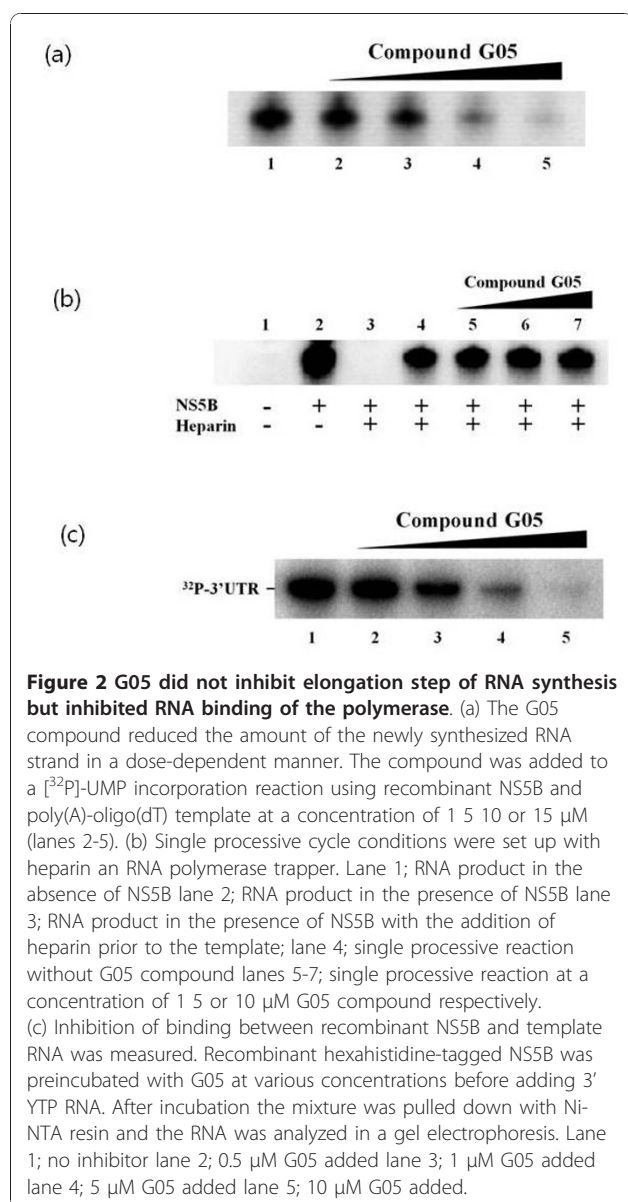 (a)
Compound G05
1 2 3 4 5
(b)
Compound G05
1 2 3 4 5 6 7
NS5B - + + + + + +
Heparin - - + + + + +
(c)
Compound G05
³²P-3'UTR –
1 2 3 4 5
Figure 2 G05 did not inhibit elongation step of RNA synthesis
but inhibited RNA binding of the polymerase. (a) The G05
compound reduced the amount of the newly synthesized RNA
strand in a dose-dependent manner. The compound was added to
a [³²P]-UMP incorporation reaction using recombinant NS5B and
poly(A)-oligo(dT) template at a concentration of 1 5 10 or 15 μM
(lanes 2-5). (b) Single processive cycle conditions were set up with
heparin an RNA polymerase trapper. Lane 1; RNA product in the
absence of NS5B lane 2; RNA product in the presence of NS5B lane
3; RNA product in the presence of NS5B with the addition of
heparin prior to the template; lane 4; single processive reaction
without G05 compound lanes 5-7; single processive reaction at a
concentration of 1 5 or 10 μM G05 compound respectively.
(c) Inhibition of binding between recombinant NS5B and template
RNA was measured. Recombinant hexahistidine-tagged NS5B was
preincubated with G05 at various concentrations before adding 3'
YTP RNA. After incubation the mixture was pulled down with Ni-
NTA resin and the RNA was analyzed in a gel electrophoresis. Lane
1; no inhibitor lane 2; 0.5 μM G05 added lane 3; 1 μM G05 added
lane 4; 5 μM G05 added lane 5; 10 μM G05 added.